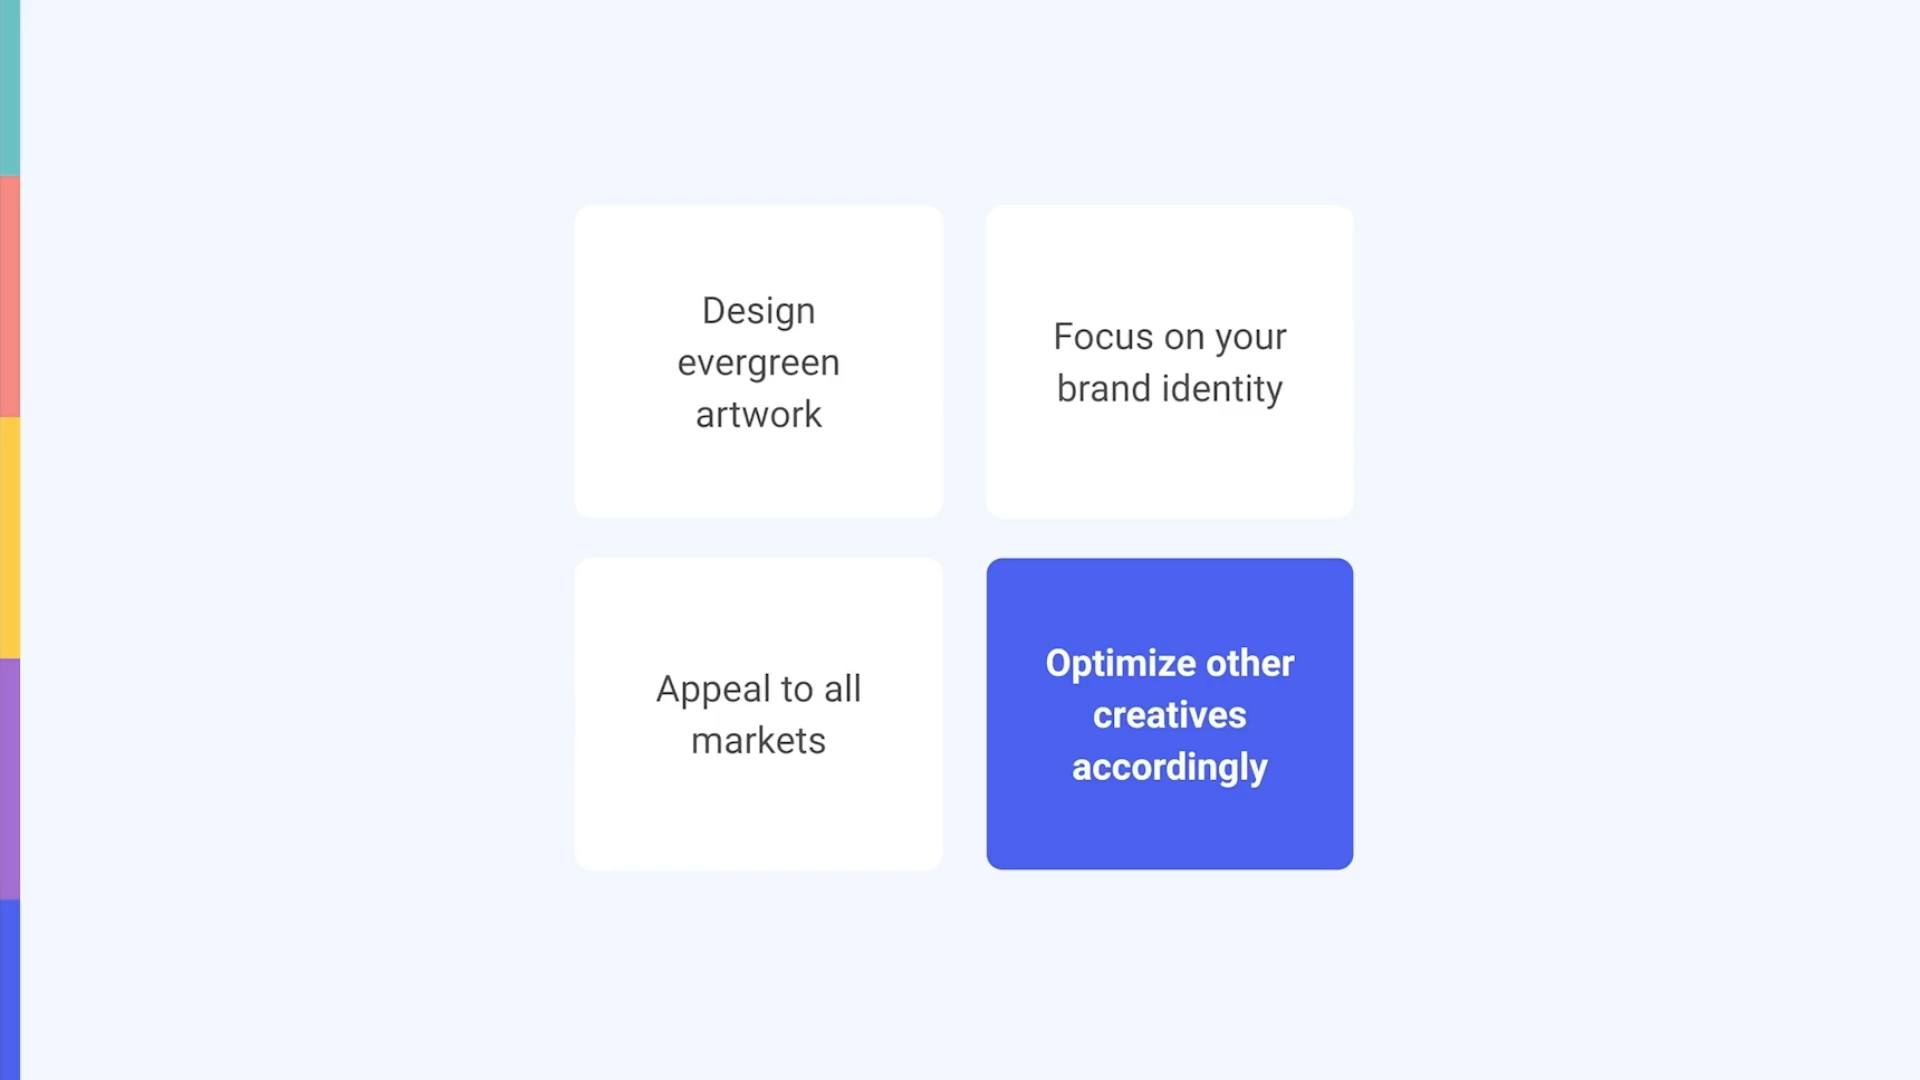 Design
evergreen
artwork
Focus on your
brand identity
Appeal to all
markets
Optimize other
creatives
accordingly